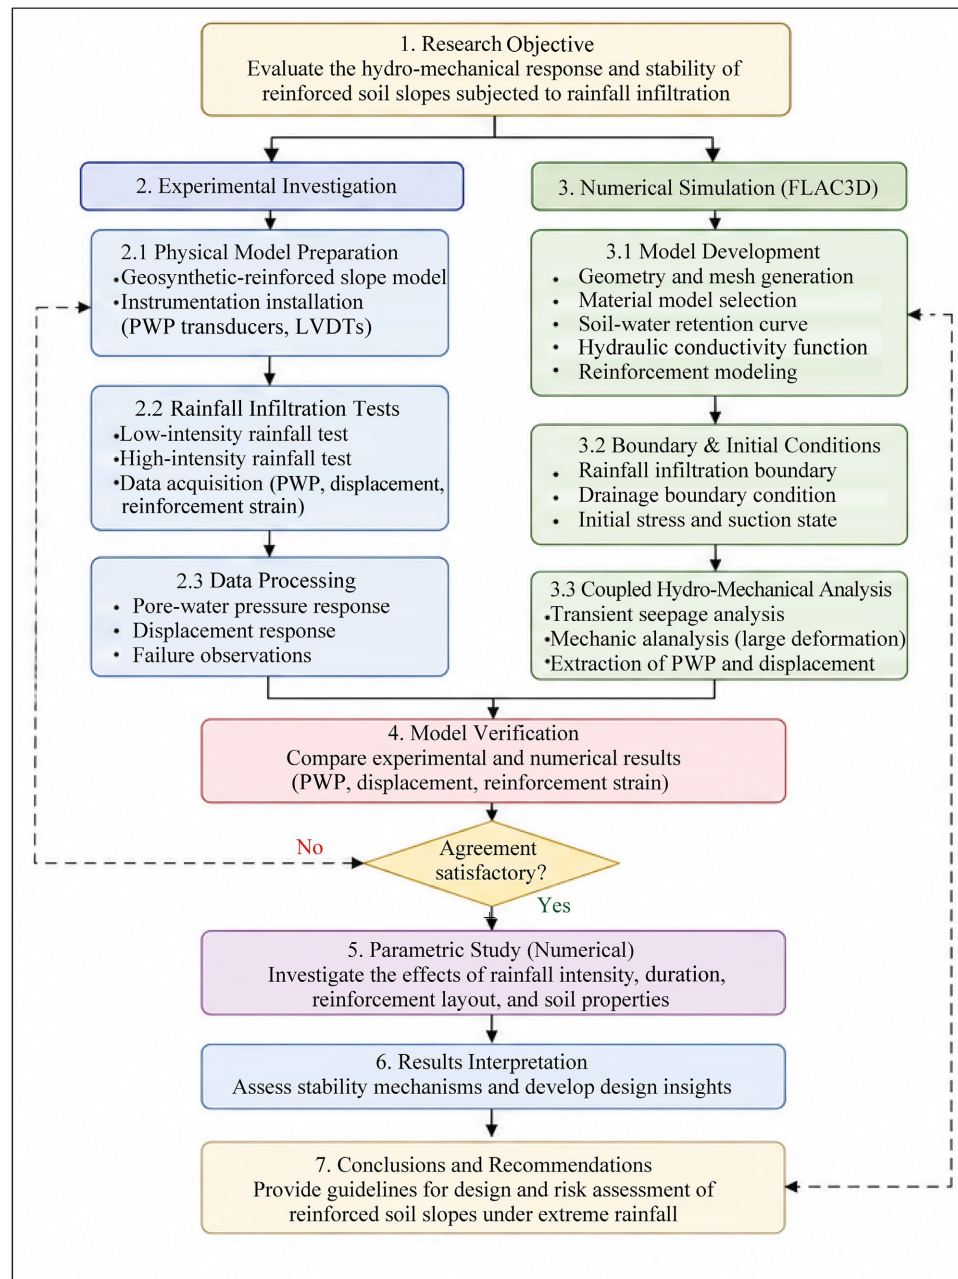 1. Research Objective
Evaluate the hydro-mechanical response and stability of
reinforced soil slopes subjected to rainfall infiltration
2. Experimental Investigation
2.1 Physical Model Preparation
•Geosynthetic-reinforced slope model
•Instrumentation installation
(PWP transducers, LVDTs)
2.2 Rainfall Infiltration Tests
•Low-intensity rainfall test
•High-intensity rainfall test
•Data acquisition (PWP, displacement,
reinforcement strain)
2.3 Data Processing
• Pore-water pressure response
• Displacement response
• Failure observations
3. Numerical Simulation (FLAC3D)
3.1 Model Development
• Geometry and mesh generation
• Material model selection
• Soil-water retention curve
• Hydraulic conductivity function
• Reinforcement modeling
3.2 Boundary & Initial Conditions
• Rainfall infiltration boundary
• Drainage boundary condition
• Initial stress and suction state
3.3 Coupled Hydro-Mechanical Analysis
•Transient seepage analysis
•Mechanic alanalysis (large deformation)
•Extraction of PWP and displacement
4. Model Verification
Compare experimental and numerical results
(PWP, displacement, reinforcement strain)
Agreement
satisfactory?
No
Yes
5. Parametric Study (Numerical)
Investigate the effects of rainfall intensity, duration,
reinforcement layout, and soil properties
6. Results Interpretation
Assess stability mechanisms and develop design insights
7. Conclusions and Recommendations
Provide guidelines for design and risk assessment of
reinforced soil slopes under extreme rainfall